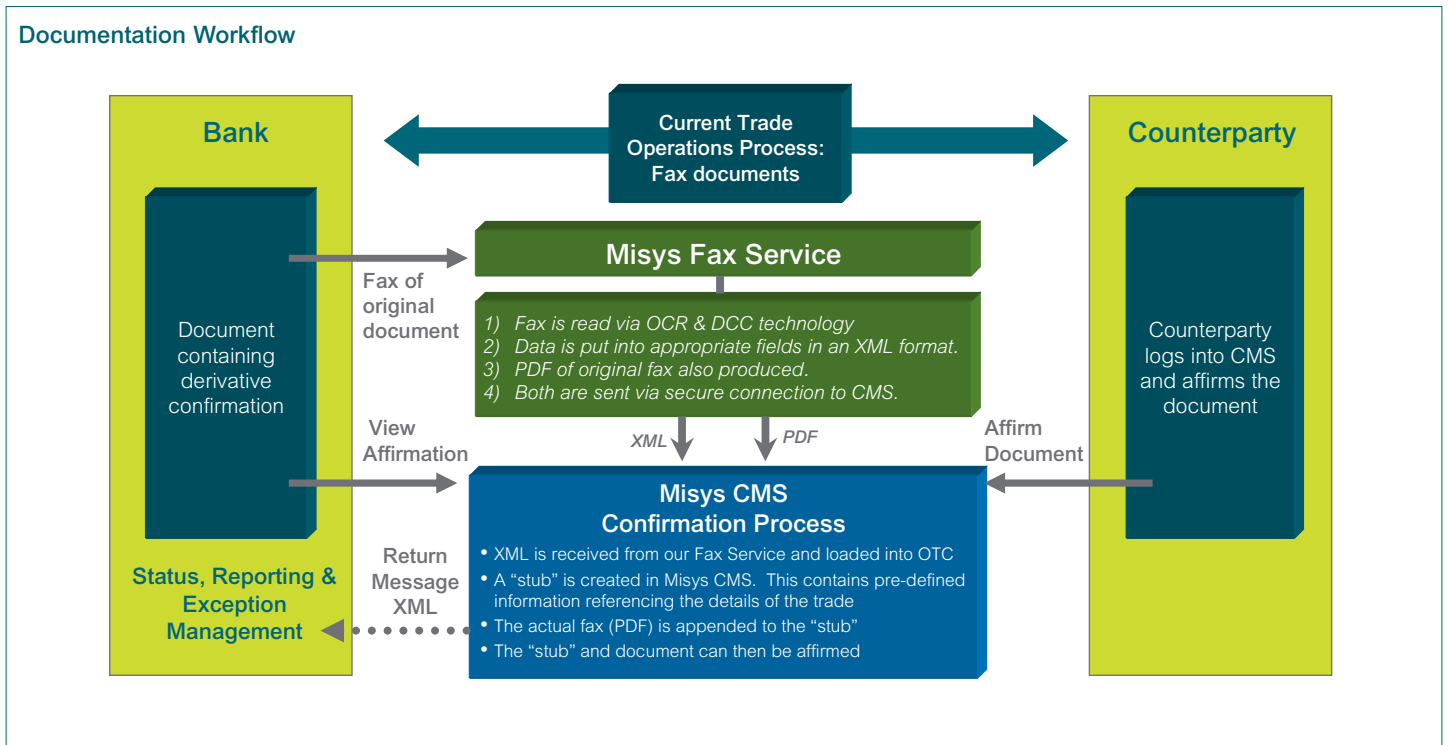 Documentation Workflow
Bank
Current Trade
Operations Process:
Fax documents
Counterparty
Misys Fax Service
Fax of
original
document
1) Fax is read via OCR & DCC technology
2) Data is put into appropriate fields in an XML format.
3) PDF of original fax also produced.
4) Both are sent via secure connection to CMS.
Document
containing
derivative
confirmation
Counterparty
logs into CMS
and affirms the
document
View
Affirmation
XML
PDF
Affirm
Document
Misys CMS
Confirmation Process
• XML is received from our Fax Service and loaded into OTC
• A “stub” is created in Misys CMS. This contains pre-defined
information referencing the details of the trade
• The actual fax (PDF) is appended to the “stub”
• The “stub” and document can then be affirmed
Return
Message
XML
Status, Reporting &
Exception
Management